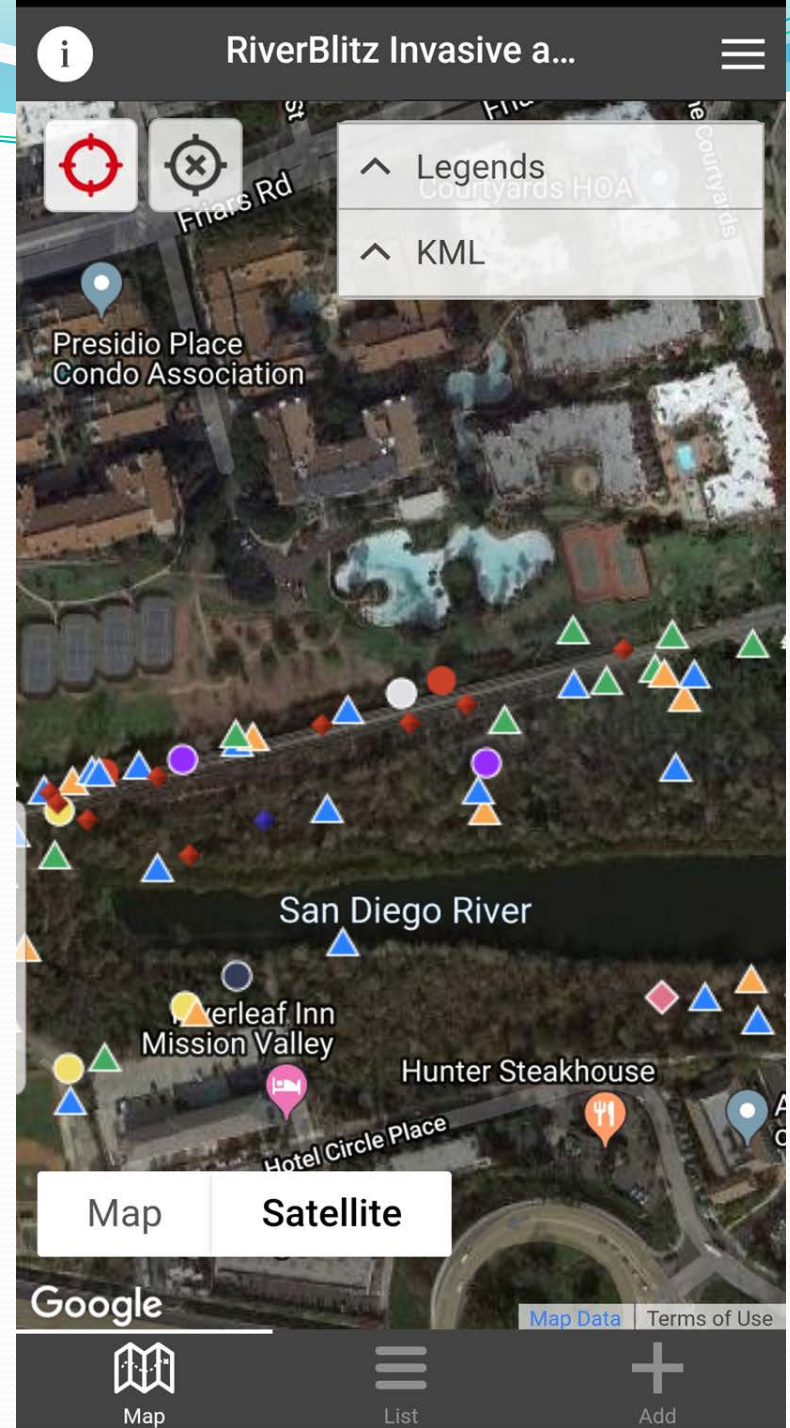 i
RiverBlitz Invasive a...
St
Friars Rd
Legends
Courtyards HOA
KML
Presidio Place
Condo Association
San Diego River
Inn
Mission Valley
Hunter Steakhouse
Hotel Circle Place
Map
Satellite
Google
Map Data
Terms of Use
Map
List
Add